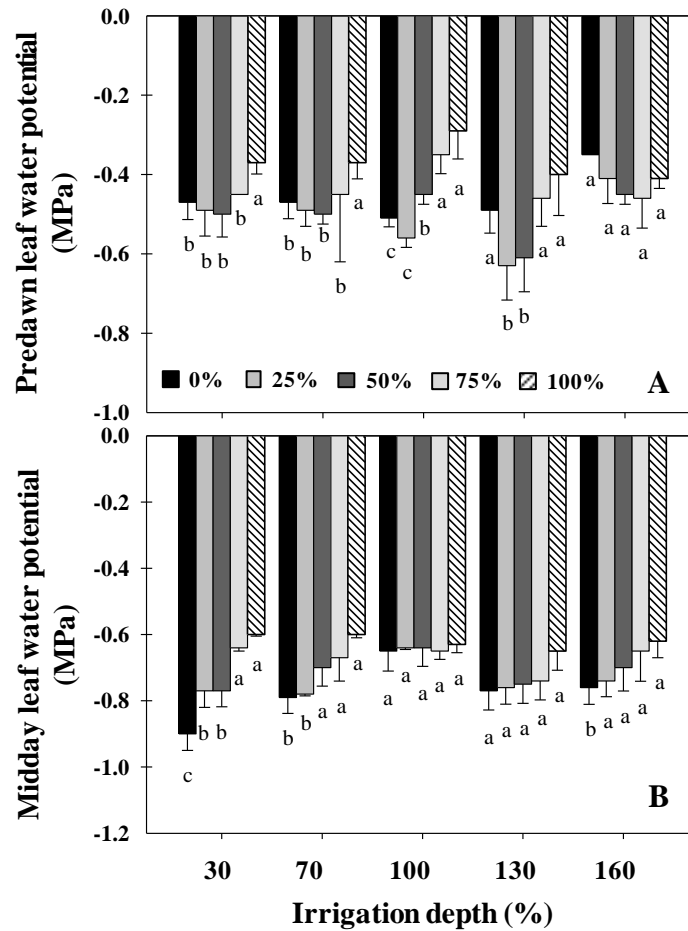 0.0
-0.2
-0.4
-0.6
-0.8
-1.0
Predawn leaf water potential
(MPa)
b b b b a
b b b b a
c c b a a
a b b a a
a a a a a
0% 25% 50% 75% 100%
A
0.0
-0.2
-0.4
-0.6
-0.8
-1.0
-1.2
Midday leaf water potential
(MPa)
c b b a a
b b a a a
a a a a a
a a a a a
b a a a a
B
30 70 100 130 160
Irrigation depth (%)